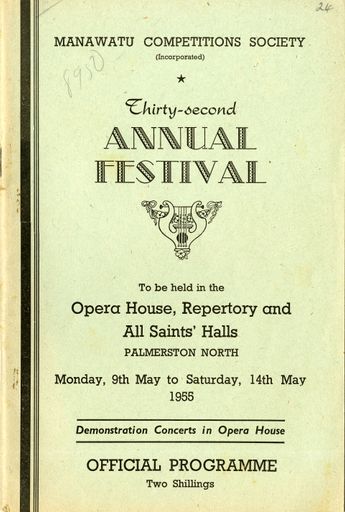 24
8950
MANAWATU COMPETITIONS SOCIETY
(Incorporated)
Thirty-second
ANNUAL
FESTIVAL
To be held in the
Opera House, Repertory and
All Saints' Halls
PALMERSTON NORTH
Monday, 9th May to Saturday, 14th May
1955
Demonstration Concerts in Opera House
OFFICIAL PROGRAMME
Two Shillings